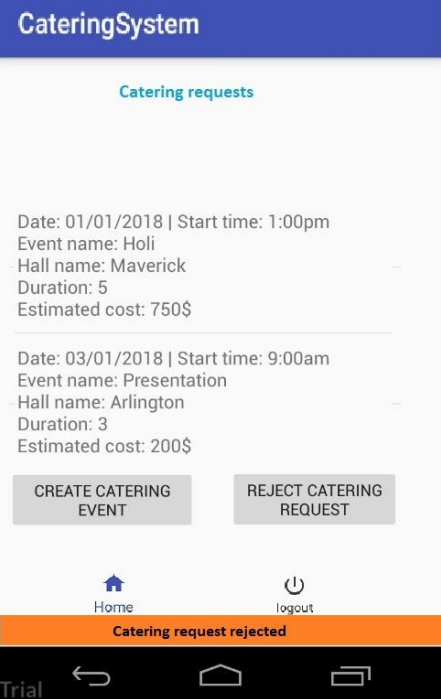 CateringSystem
Catering requests
Date: 01/01/2018 | Start time: 1:00pm
Event name: Holi
Hall name: Maverick
Duration: 5
Estimated cost: 750$
Date: 03/01/2018 | Start time: 9:00am
Event name: Presentation
Hall name: Arlington
Duration: 3
Estimated cost: 200$
CREATE CATERING
EVENT
REJECT CATERING
REQUEST
Home
logout
Catering request rejected
Trial